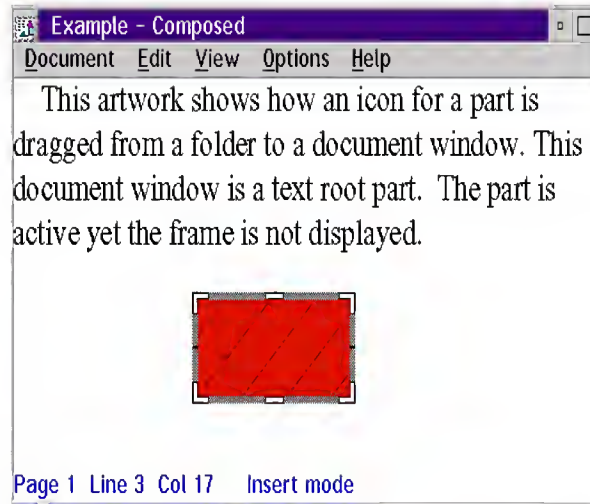 Example - Composed
Document Edit View Options Help
This artwork shows how an icon for a part is
dragged from a folder to a document window. This
document window is a text root part. The part is
active yet the frame is not displayed.
Page 1 Line 3 Col 17 Insert mode